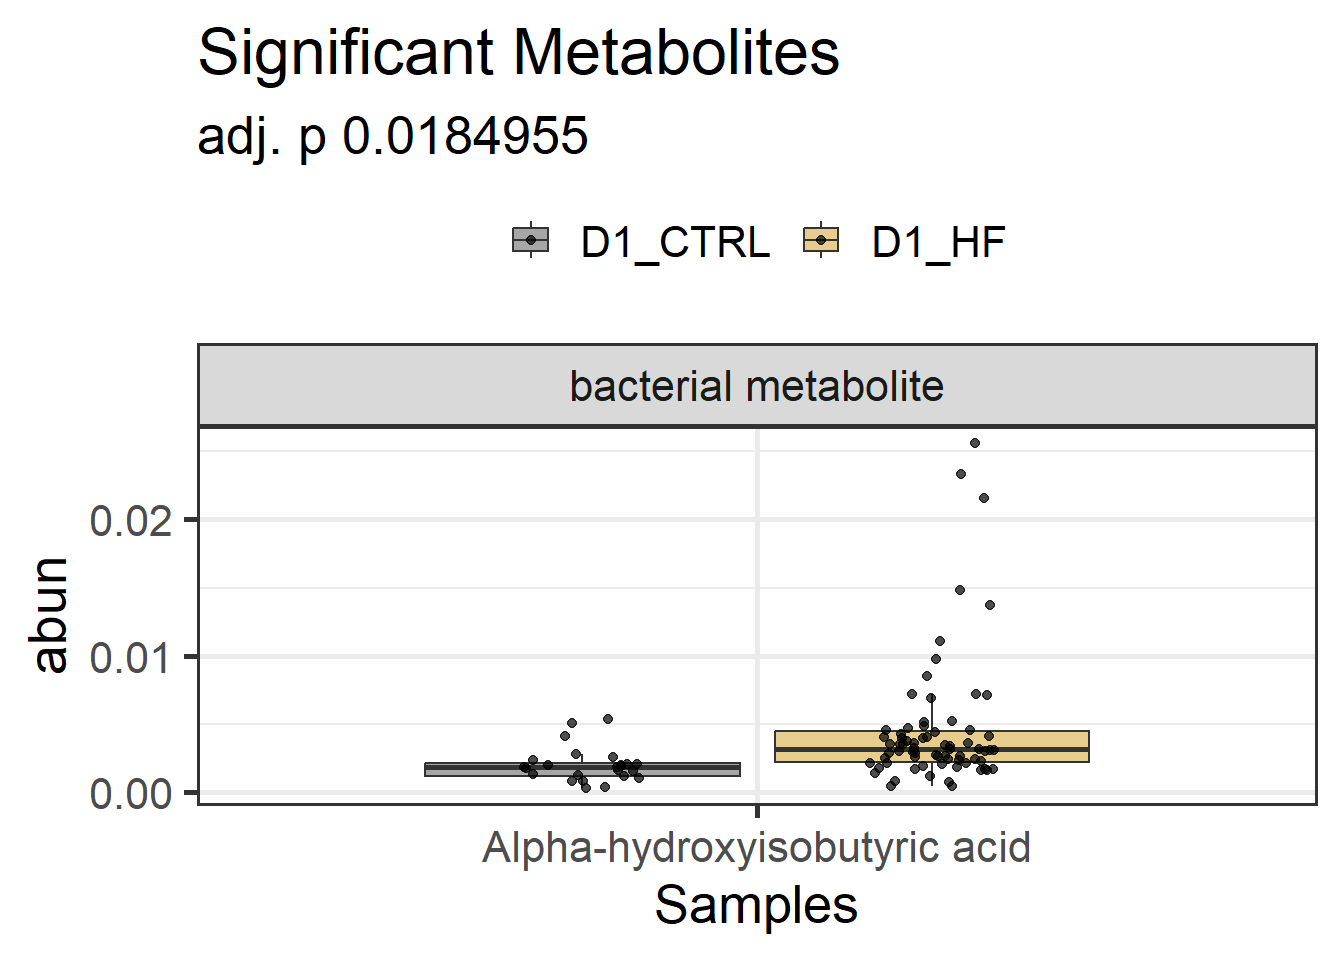 Significant Metabolites
adj. p 0.0184955
D1_CTRL D1_HF
bacterial metabolite
0.02
0.01
0.00
abun
Alpha-hydroxyisobutyric acid
Samples